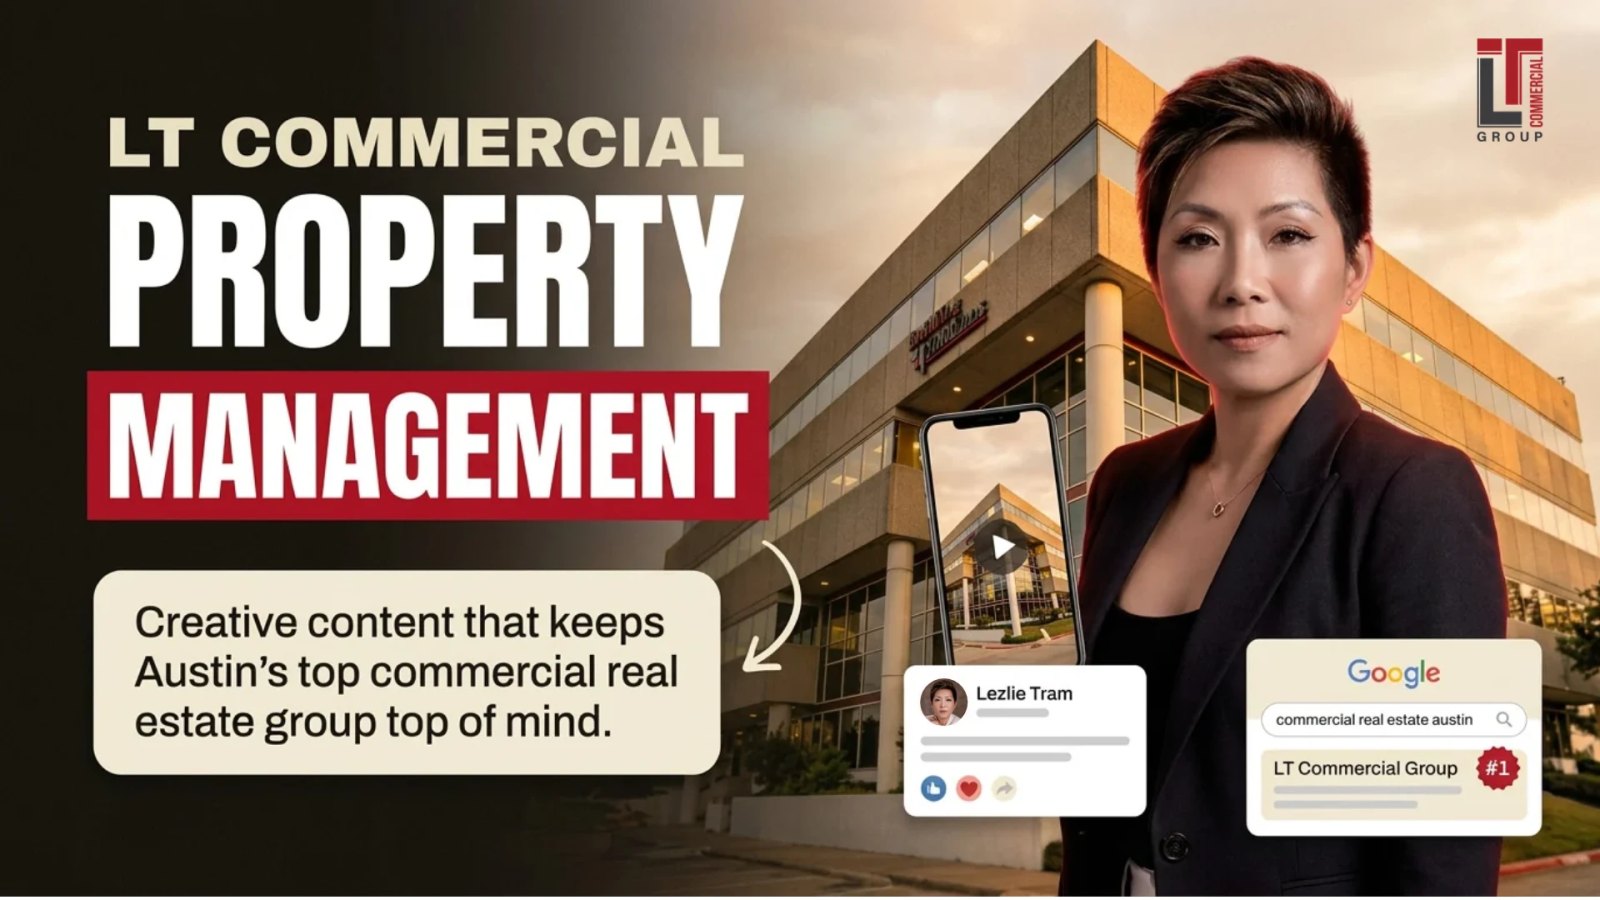 LT COMMERCIAL
PROPERTY
MANAGEMENT
Creative content that keeps
Austin's top commercial real
estate group top of mind.
LT
COMMERCIAL
GROUP
Lezlie Tram
Google
commercial real estate austin
LT Commercial Group
#1